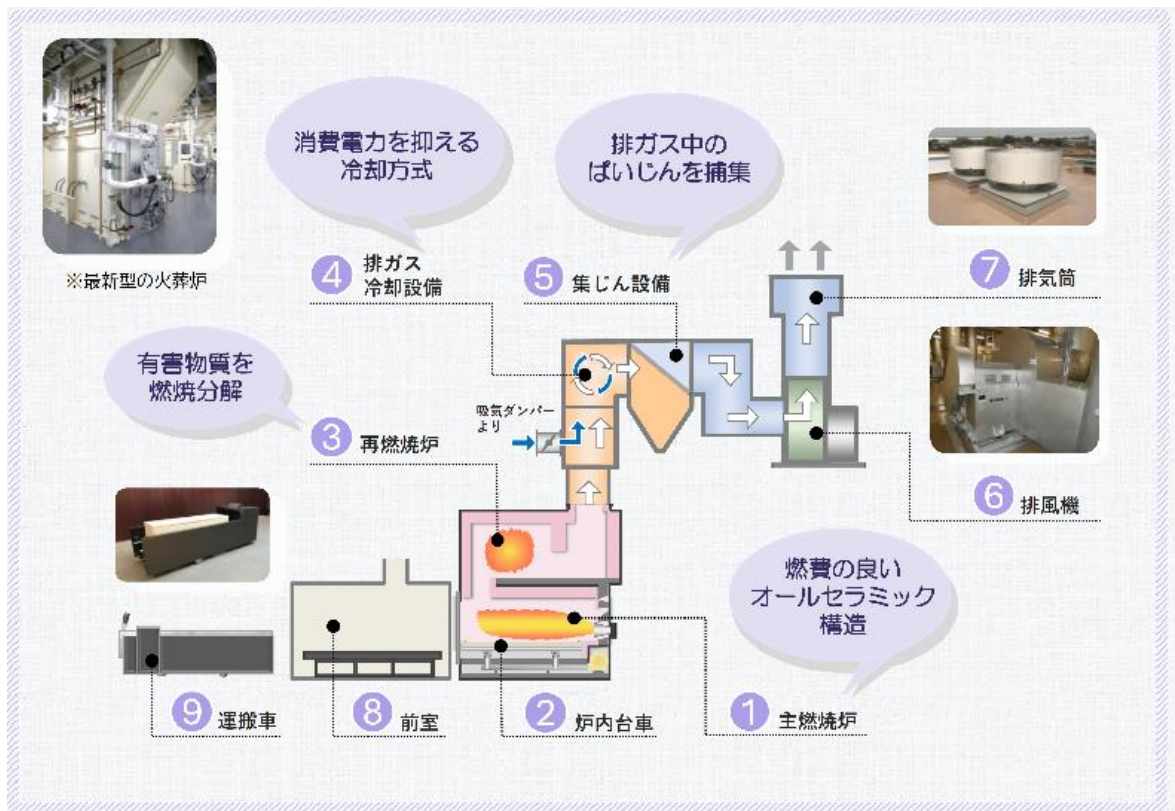 消費電力を抑える
冷却方式
排ガス中の
ばいじんを捕集
※最新型の火葬炉
4 排ガス
冷却設備
5 集じん設備
7 排気筒
有害物質を
燃焼分解
吸気ダンパー
より
3 再燃焼炉
6 排風機
燃費の良い
オールセラミック
構造
9 運搬車
8 前室
2 炉内台車
1 主燃焼炉